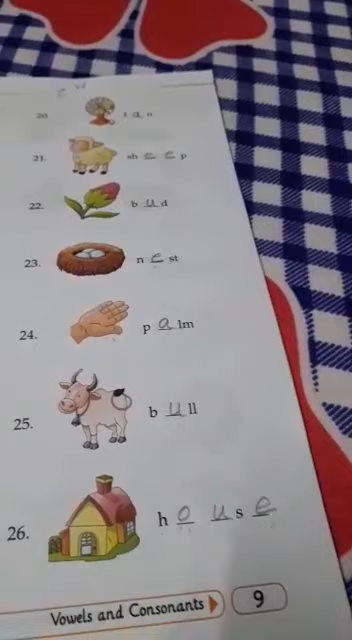 20. f a n
21. sh e e p
22. b u d
23. n e st
24. p a lm
25. b u ll
26. h o u s e
Vowels and Consonants 9